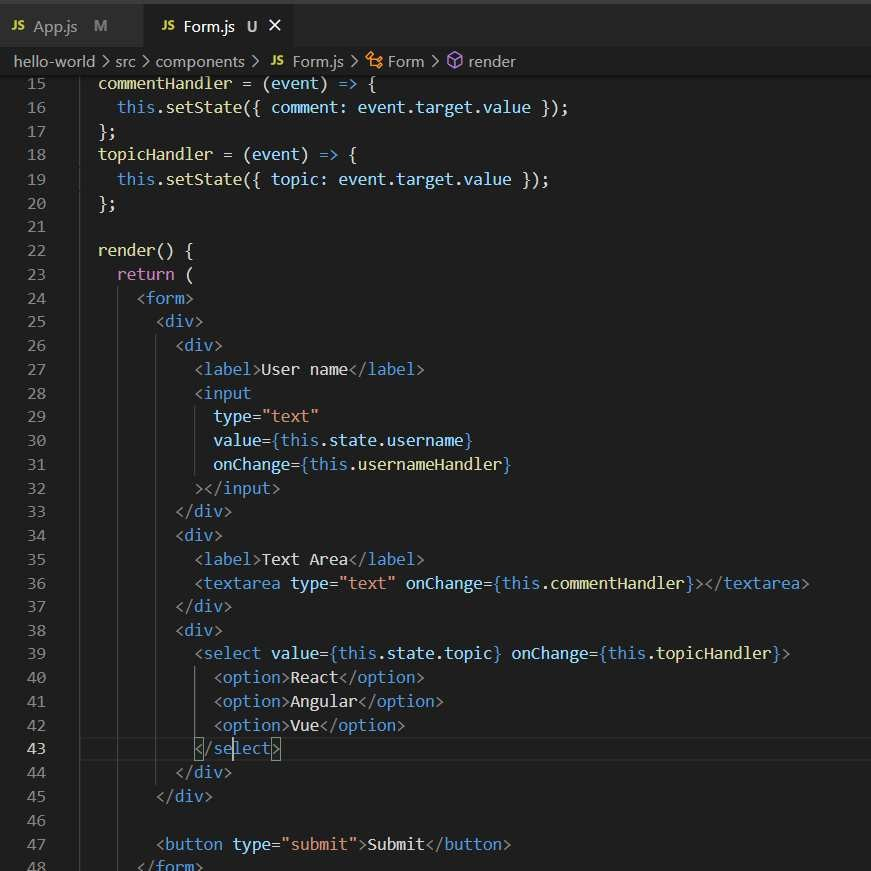 JS App.js M JS Form.js U ×
hello-world > src > components > JS Form.js > Form > render
15 commentHandler = (event) => {
16 this.setState({ comment: event.target.value });
17 };
18 topicHandler = (event) => {
19 this.setState({ topic: event.target.value });
20 };
21
22 render() {
23 return (
24 <form>
25 <div>
26 <div>
27 <label>User name</label>
28 <input
29 type="text"
30 value={this.state.username}
31 onChange={this.usernameHandler}
32 ></input>
33 </div>
34 <div>
35 <label>Text Area</label>
36 <textarea type="text" onChange={this.commentHandler}></textarea>
37 </div>
38 <div>
39 <select value={this.state.topic} onChange={this.topicHandler}>
40 <option>React</option>
41 <option>Angular</option>
42 <option>Vue</option>
43 </select>
44 </div>
45 </div>
46
47 <button type="submit">Submit</button>
48 </form>